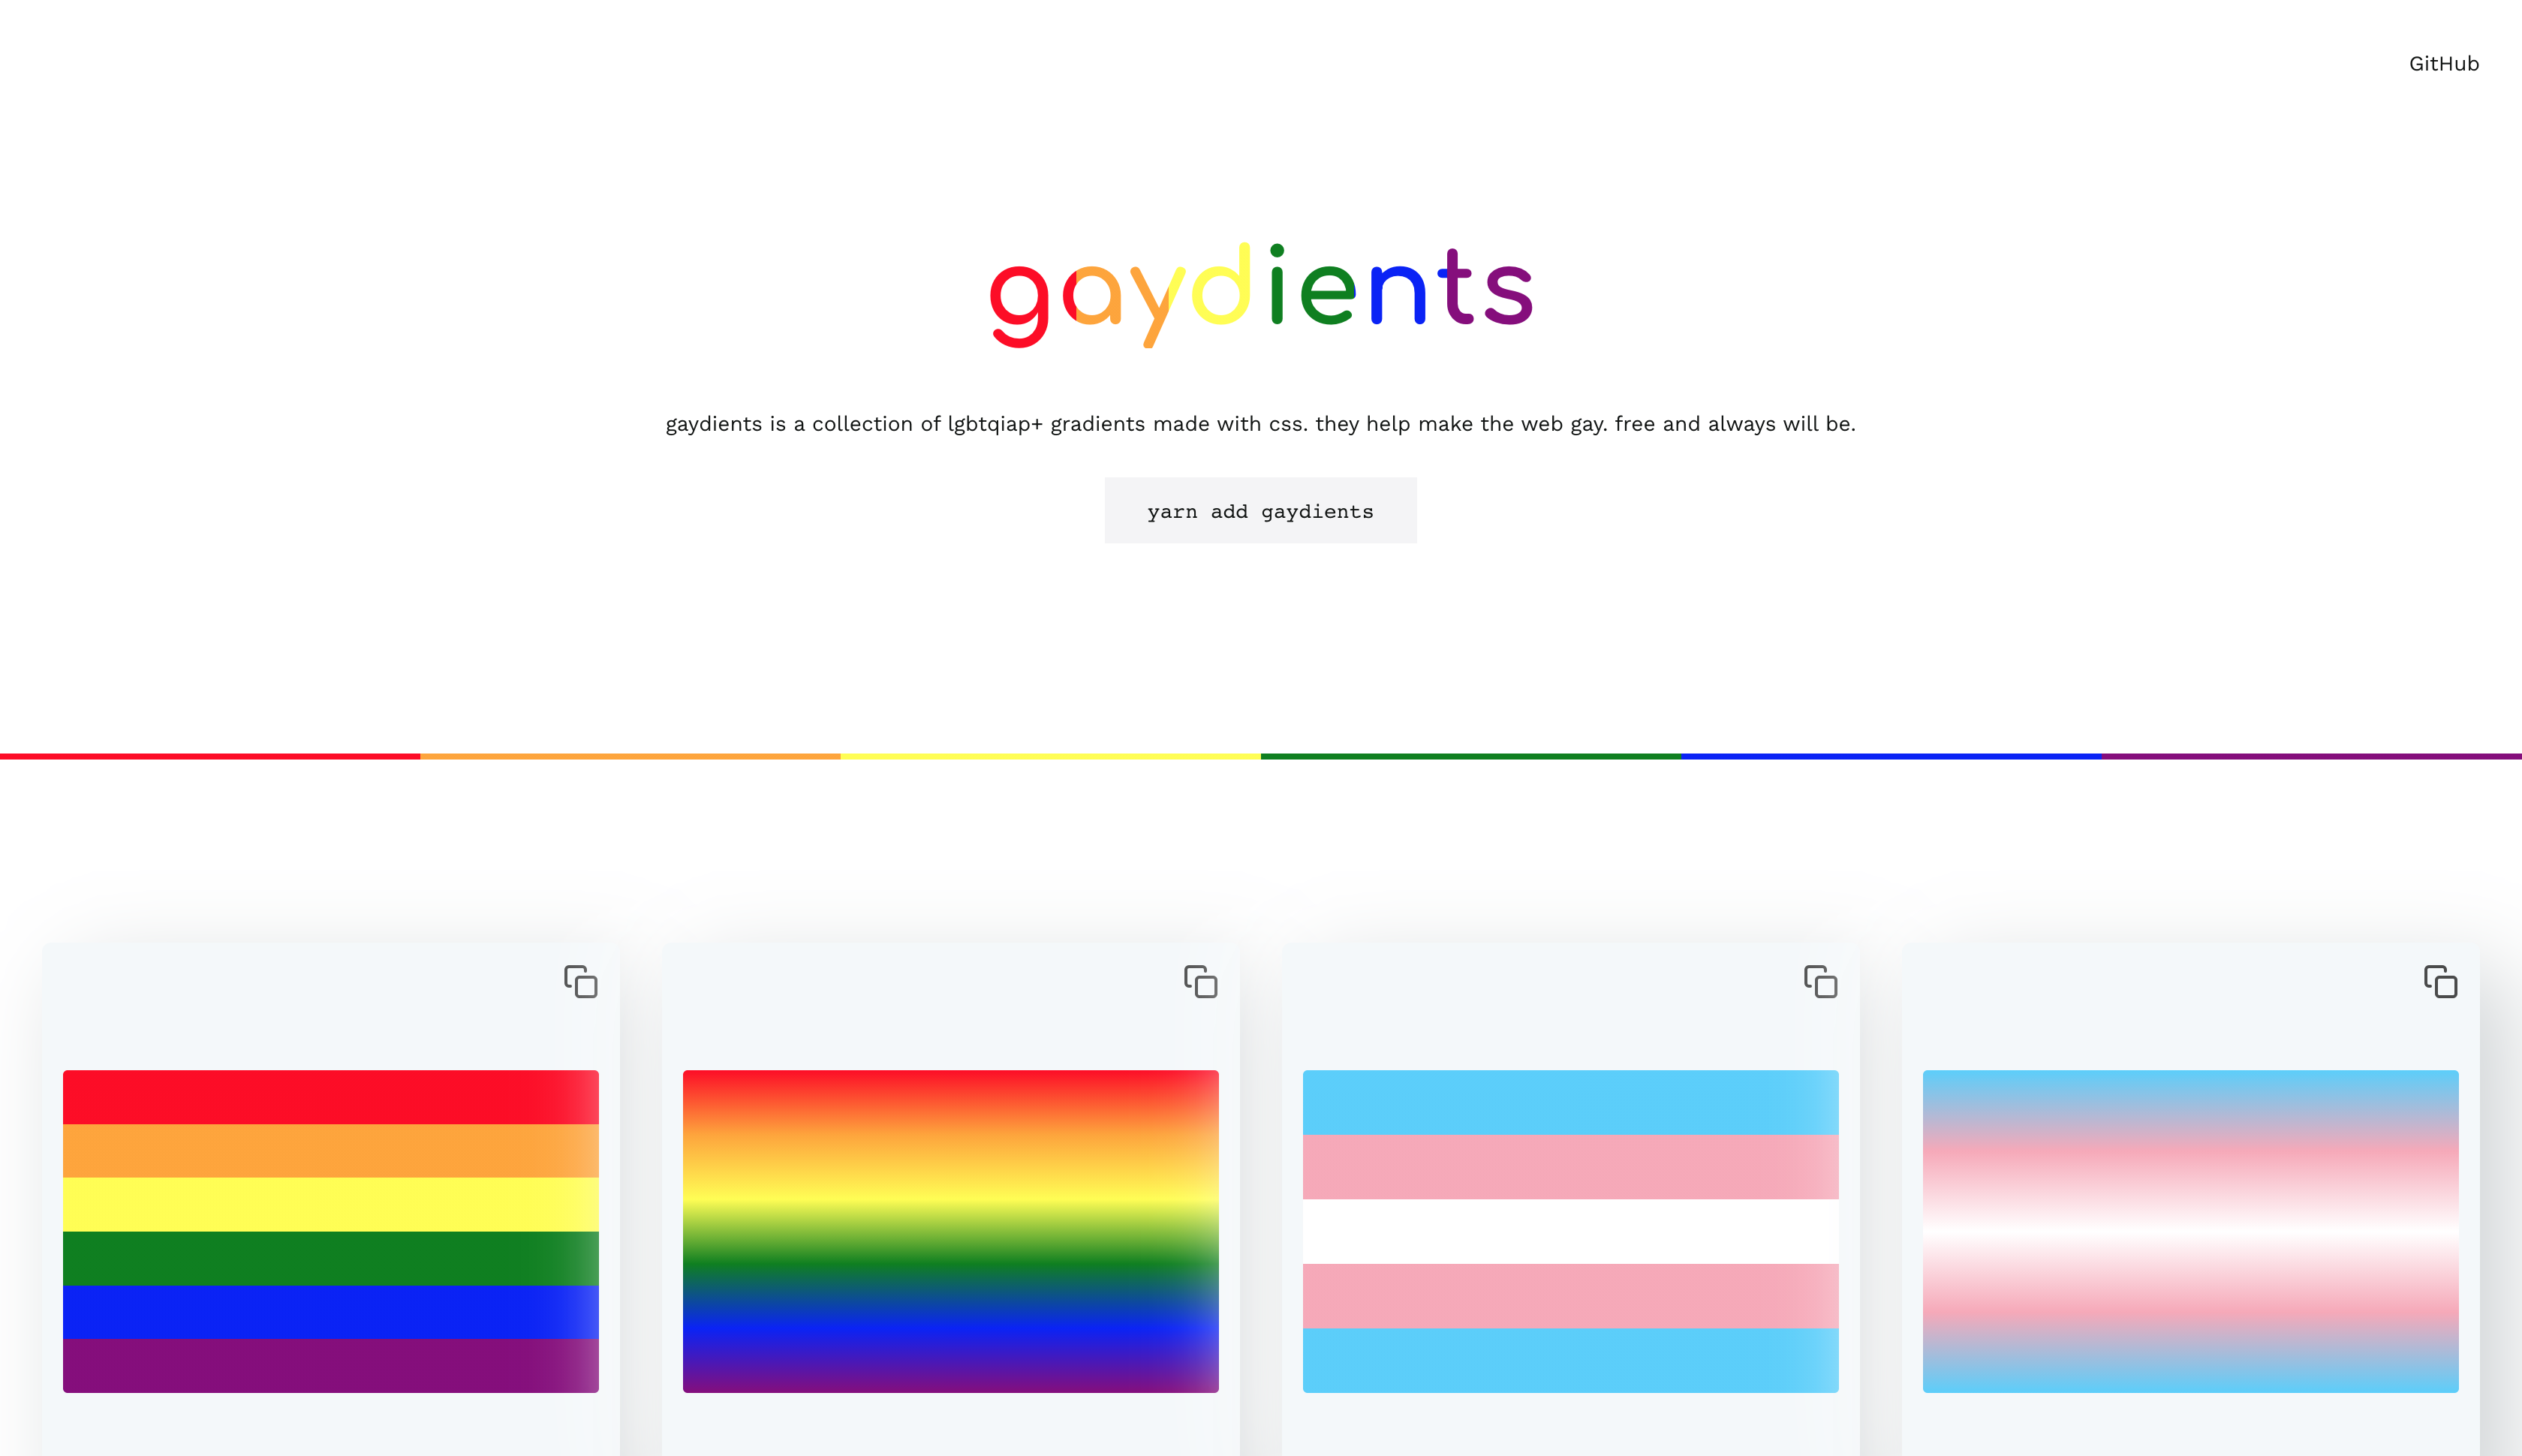 GitHub
gaydients
gaydients is a collection of lgbtqiap+ gradients made with css. they help make the web gay. free and always will be.
yarn add gaydients